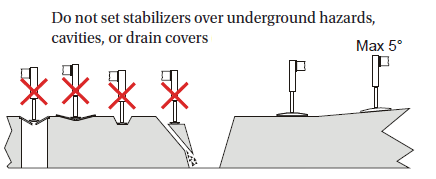 Do not set stabilizers over underground hazards,
cavities, or drain covers
Max 5°